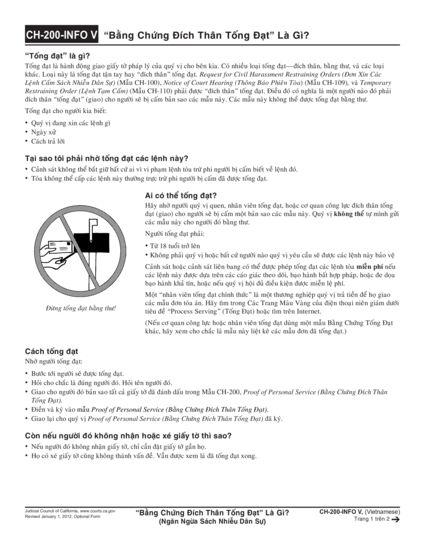 CH-200-INFO V "Bằng Chứng Đích Thân Tống Đạt" Là Gì?
"Tống đạt" là gì?
Tống đạt là hành động giao giấy tờ pháp lý của quý vị cho bên kia. Có nhiều loại tống đạt—đích thân, bằng thư, và các loại
khác. Loại này là tống đạt tận tay hay "đích thân" tống đạt. Request for Civil Harassment Restraining Orders (Đơn Xin Các
Lệnh Cấm Sách Nhiễu Dân Sự) (Mẫu CH-100), Notice of Court Hearing (Thông Báo Phiên Tòa) (Mẫu CH-109), và Temporary
Restraining Order (Lệnh Tạm Cấm) (Mẫu CH-110) phải được "đích thân" tống đạt. Điều đó có nghĩa là một người nào đó phải
đích thân "tống đạt" (giao) cho người sẽ bị cấm bản sao các mẫu này. Các mẫu này không thể được tống đạt bằng thư.
Tống đạt cho người kia biết:
• Quý vị đang xin các lệnh gì
• Ngày xử
• Cách trả lời
Tại sao tôi phải nhờ tống đạt các lệnh này?
• Cảnh sát không thể bắt giữ bất cứ ai vì vi phạm lệnh tòa trừ phi người bị cấm biết về lệnh đó.
• Tòa không thể cấp các lệnh này thường trực trừ phi người bị cấm đã được tống đạt.
Ai có thể tống đạt?
Hãy nhờ người quý vị quen, nhân viên tống đạt, hoặc cơ quan công lực đích thân tống
đạt (giao) cho người sẽ bị cấm một bản sao các mẫu này. Quý vị không thể tự mình gửi
các mẫu này cho người đó bằng thư.
Người tống đạt phải:
• Từ 18 tuổi trở lên
• Không phải quý vị hoặc bất cứ người nào quý vị yêu cầu sẽ được các lệnh này bảo vệ
Cảnh sát hoặc cảnh sát liên bang có thể được phép tống đạt các lệnh tòa miễn phí nếu
các lệnh này được dựa trên các cáo giác theo dõi, bạo hành bất hợp pháp, hoặc đe dọa
bạo hành khả tín, hoặc nếu quý vị hội đủ điều kiện được miễn lệ phí.
Một "nhân viên tống đạt chính thức" là một thương nghiệp quý vị trả tiền để họ giao
các mẫu đơn tòa án. Hãy tìm trong Các Trang Màu Vàng của điện thoại niên giám dưới
tiêu đề "Process Serving" (Tống Đạt) hoặc tìm trên Internet.
(Nếu cơ quan công lực hoặc nhân viên tống đạt dùng một mẫu Bằng Chứng Tống Đạt
khác, hãy xem cho chắc là mẫu này liệt kê các mẫu đơn đã tống đạt.)
Đừng tống đạt bằng thư!
Cách tống đạt
Nhờ người tống đạt:
• Bước tới người sẽ được tống đạt.
• Hỏi cho chắc là đúng người đó. Hỏi tên người đó.
• Giao cho người đó bản sao tất cả giấy tờ đã đánh dấu trong Mẫu CH-200, Proof of Personal Service (Bằng Chứng Đích Thân
Tống Đạt).
• Điền và ký vào mẫu Proof of Personal Service (Bằng Chứng Đích Thân Tống Đạt).
• Giao lại cho quý vị Proof of Personal Service (Bằng Chứng Đích Thân Tống Đạt) đã ký.
Còn nếu người đó không nhận hoặc xé giấy tờ thì sao?
• Nếu người đó không nhận giấy tờ, chỉ cần đặt giấy tờ gần họ.
• Họ có xé giấy tờ cũng không thành vấn đề. Vẫn được xem là đã tống đạt xong.
Judicial Council of California, www.courts.ca.gov
Revised January 1, 2012, Optional Form
"Bằng Chứng Đích Thân Tống Đạt" Là Gì?
(Ngăn Ngừa Sách Nhiễu Dân Sự)
CH-200-INFO V, (Vietnamese)
Trang 1 trên 2